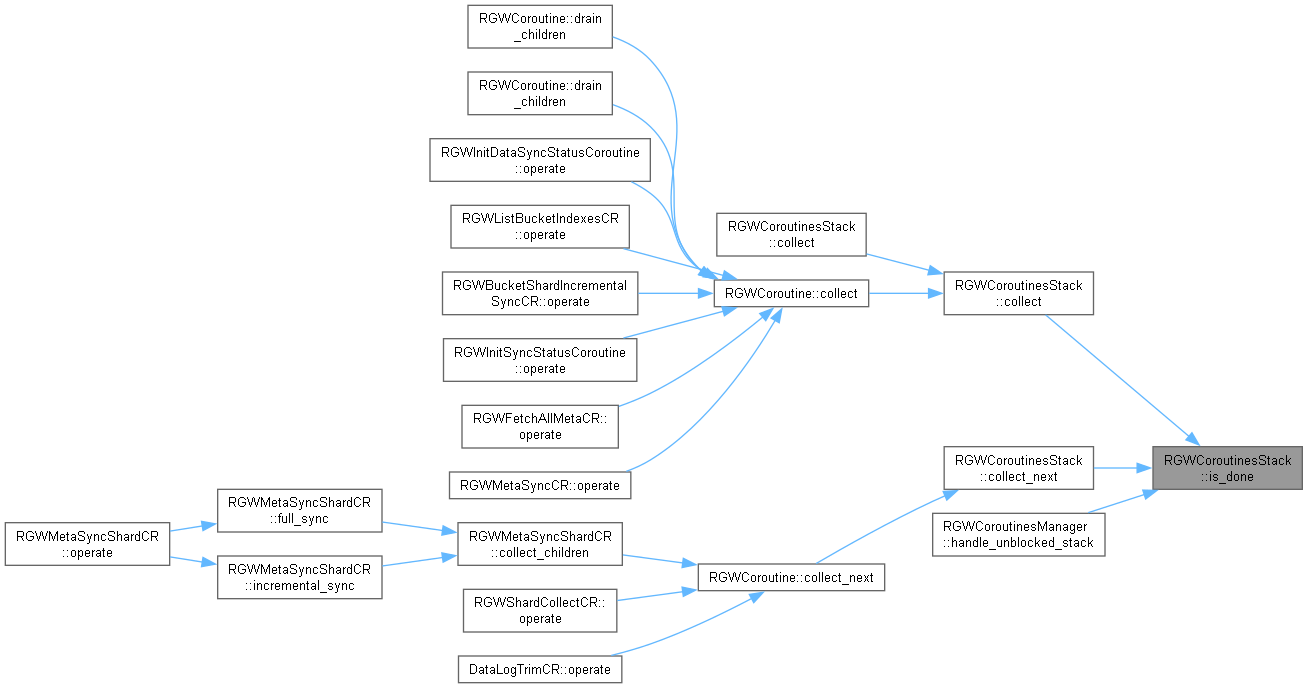 RGWCoroutine::drain
_children
RGWCoroutine::drain
_children
RGWInitDataSyncStatusCoroutine
::operate
RGWListBucketIndexesCR
::operate
RGWCoroutinesStack
::collect
RGWBucketShardIncremental
SyncCR::operate
RGWCoroutine::collect
RGWCoroutinesStack
::collect
RGWInitSyncStatusCoroutine
::operate
RGWFetchAllMetaCR::
operate
RGWMetaSyncCR::operate
RGWCoroutinesStack
::collect_next
RGWCoroutinesStack
::is_done
RGWMetaSyncShardCR
::full_sync
RGWMetaSyncShardCR
::operate
RGWMetaSyncShardCR
::collect_children
RGWCoroutinesManager
::handle_unblocked_stack
RGWMetaSyncShardCR
::incremental_sync
RGWCoroutine::collect_next
RGWShardCollectCR::
operate
DataLogTrimCR::operate